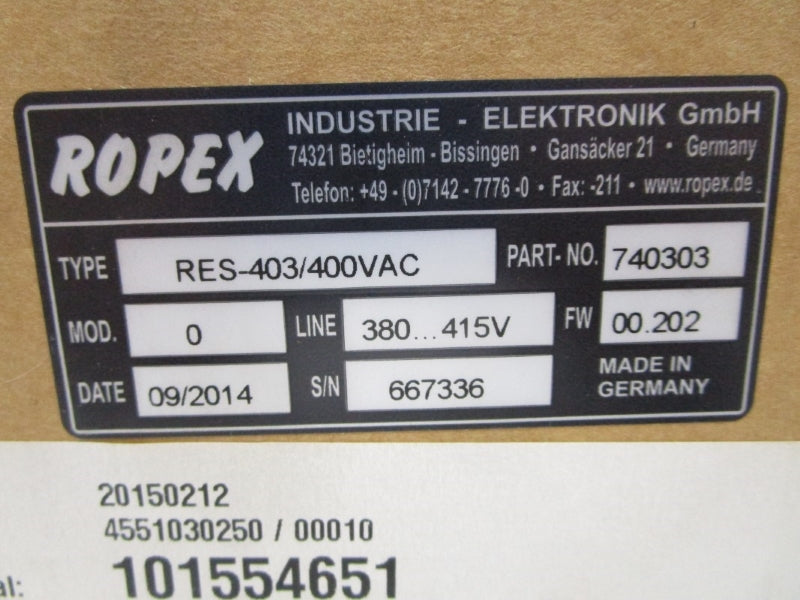 ROPEX
INDUSTRIE - ELEKTRONIK GmbH
74321 Bietigheim - Bissingen • Gansäcker 21 • Germany
Telefon: +49 - (0)7142 - 7776 -0 • Fax: -211 • www.ropex.de
TYPE RES-403/400VAC PART- NO. 740303
MOD. 0 LINE 380...415V FW 00.202
DATE 09/2014 S/N 667336 MADE IN
GERMANY
20150212
4551030250 / 00010
101554651